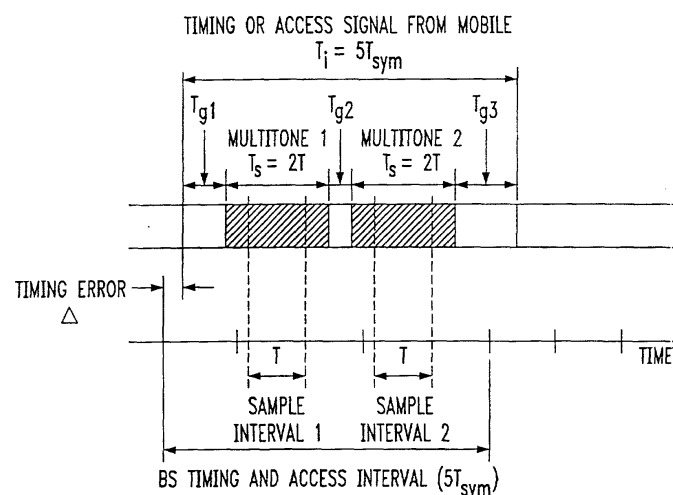 TIMING OR ACCESS SIGNAL FROM MOBILE
T_i = 5T_sym
T_g1
T_g2
T_g3
MULTITONE 1
T_s = 2T
MULTITONE 2
T_s = 2T
TIMING ERROR
△
TIME
T
T
SAMPLE
INTERVAL 1
SAMPLE
INTERVAL 2
BS TIMING AND ACCESS INTERVAL (5T_sym)